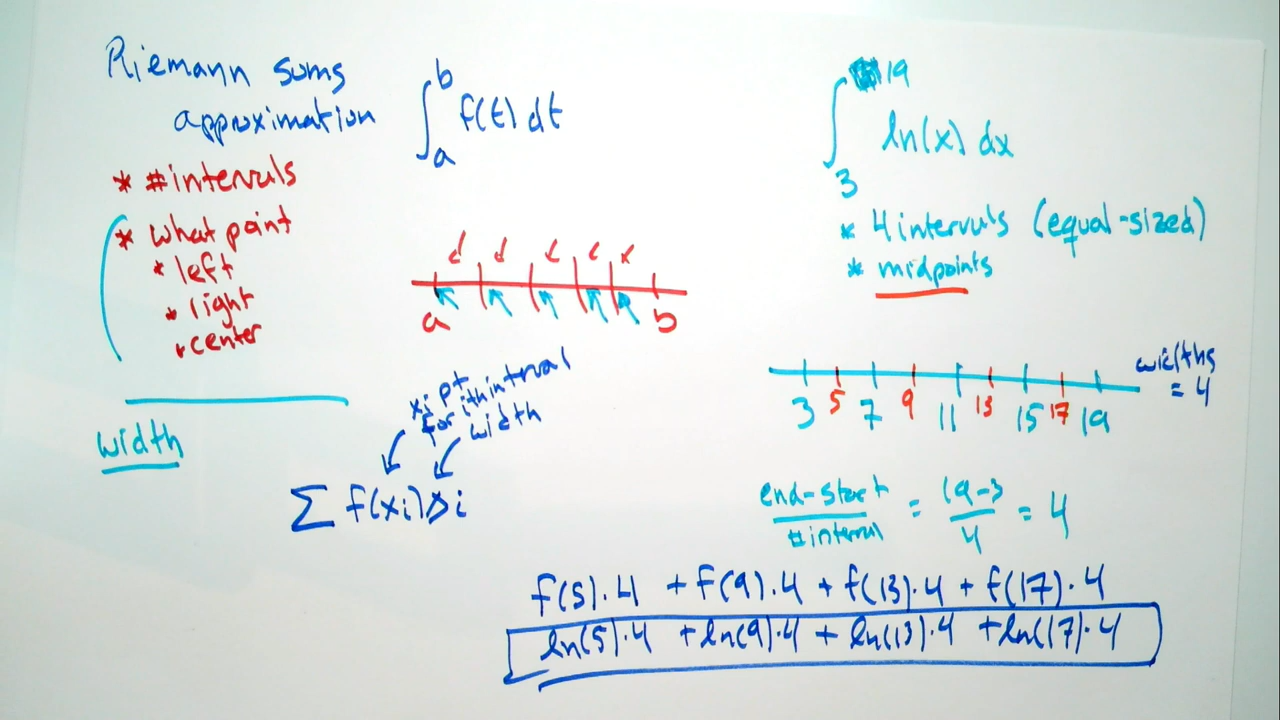 Riemann sums
approximation
∫_a^b f(t) dt
* #intervals
* what point
* left
* right
* center
a b
width
x_i pt
for ith interval
width
∑ f(x_i)Δi
∫_3^19 ln(x) dx
* 4 intervals (equal-sized)
* midpoints
3 5 7 9 11 13 15 17 19
widths
= 4
end-start / #interval = 19-3 / 4 = 4
f(5)·4 + f(9)·4 + f(13)·4 + f(17)·4
ln(5)·4 + ln(9)·4 + ln(13)·4 + ln(17)·4